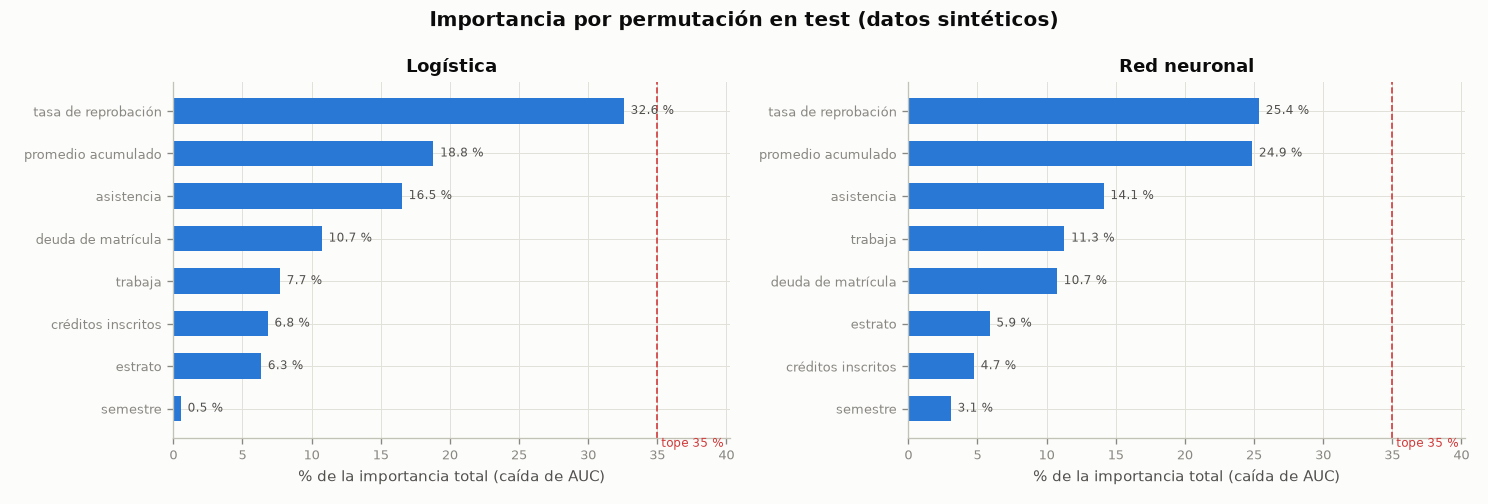 Importancia por permutación en test (datos sintéticos)
Logística
tasa de reprobación 32.6 %
promedio acumulado 18.8 %
asistencia 16.5 %
deuda de matrícula 10.7 %
trabaja 7.7 %
créditos inscritos 6.8 %
estrato 6.3 %
semestre 0.5 %
tope 35 %
0 5 10 15 20 25 30 35 40
% de la importancia total (caída de AUC)
Red neuronal
tasa de reprobación 25.4 %
promedio acumulado 24.9 %
asistencia 14.1 %
trabaja 11.3 %
deuda de matrícula 10.7 %
estrato 5.9 %
créditos inscritos 4.7 %
semestre 3.1 %
tope 35 %
0 5 10 15 20 25 30 35 40
% de la importancia total (caída de AUC)